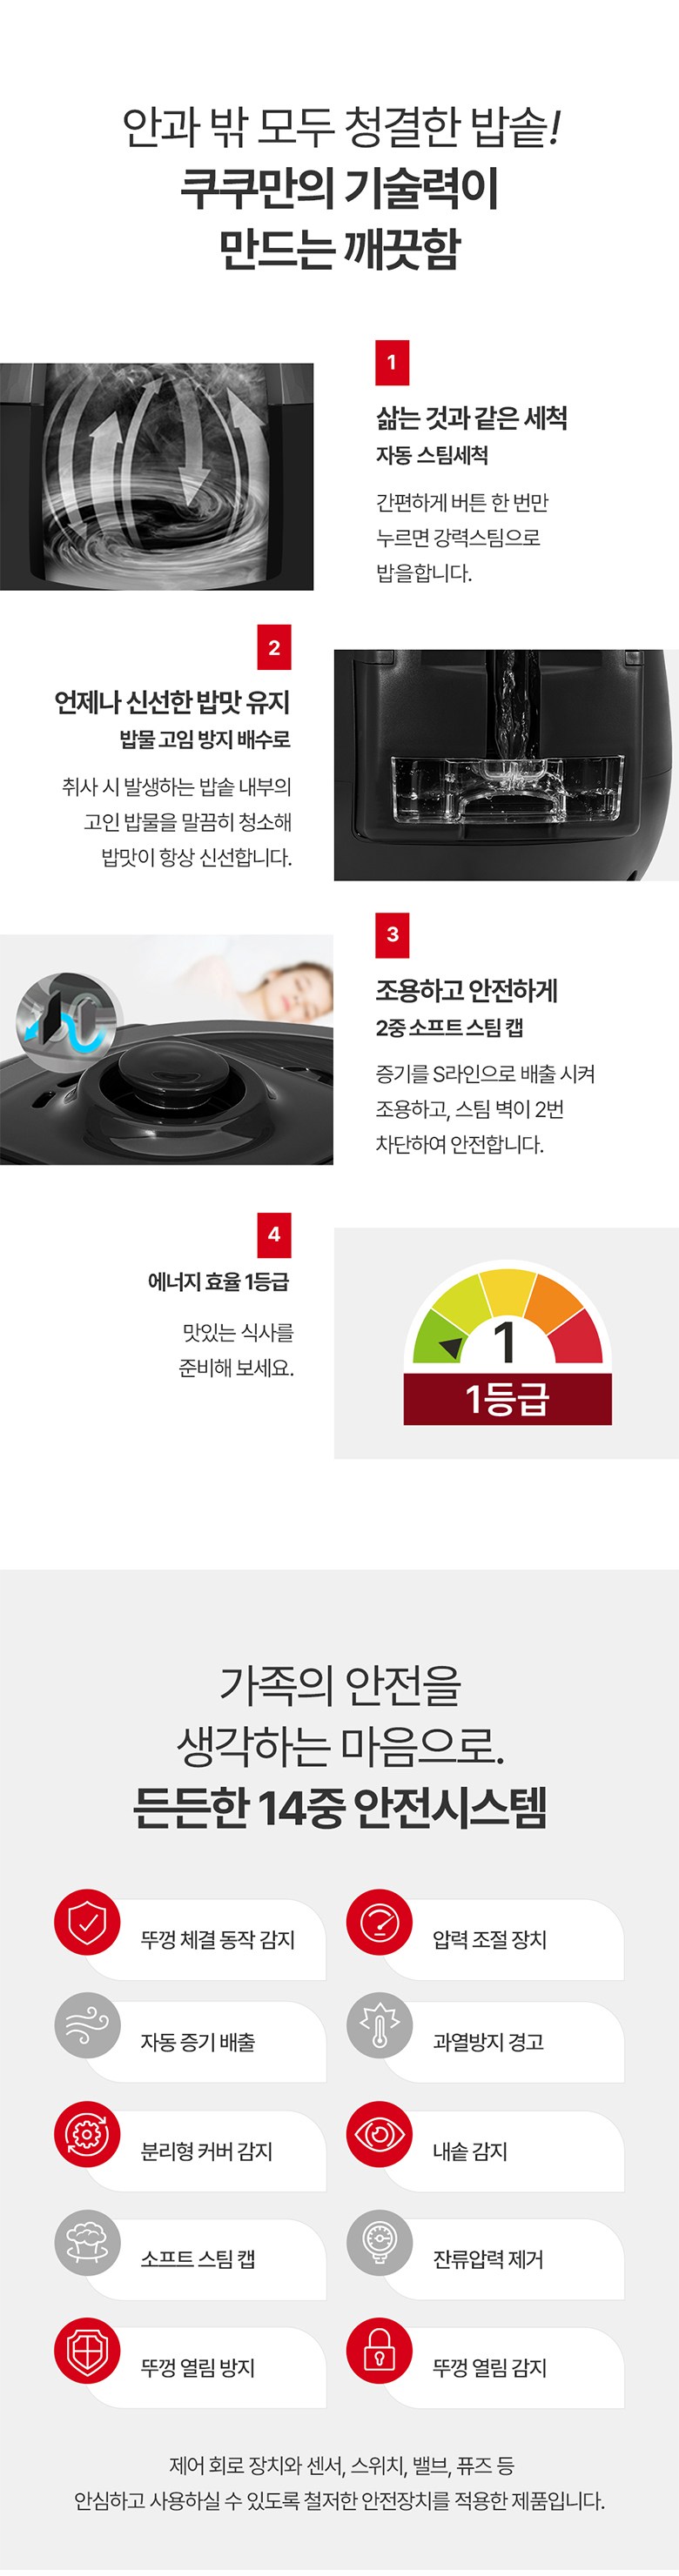 안과 밖 모두 청결한 밥솥!
쿠쿠만의 기술력이
만드는 깨끗함
1
삶는 것과 같은 세척
자동 스팀세척
간편하게 버튼 한 번만
누르면 강력스팀으로
밥을합니다.
2
언제나 신선한 밥맛 유지
밥물 고임 방지 배수로
취사 시 발생하는 밥솥 내부의
고인 밥물을 말끔히 청소해
밥맛이 항상 신선합니다.
3
조용하고 안전하게
2중 소프트 스팀 캡
증기를 S라인으로 배출 시켜
조용하고, 스팀 벽이 2번
차단하여 안전합니다.
4
에너지 효율 1등급
맛있는 식사를
준비해 보세요.
1
1등급
가족의 안전을
생각하는 마음으로.
든든한 14중 안전시스템
뚜껑 체결 동작 감지
압력 조절 장치
자동 증기 배출
과열방지 경고
분리형 커버 감지
내솥 감지
소프트 스팀 캡
잔류압력 제거
뚜껑 열림 방지
뚜껑 열림 감지
제어 회로 장치와 센서, 스위치, 밸브, 퓨즈 등
안심하고 사용하실 수 있도록 철저한 안전장치를 적용한 제품입니다.